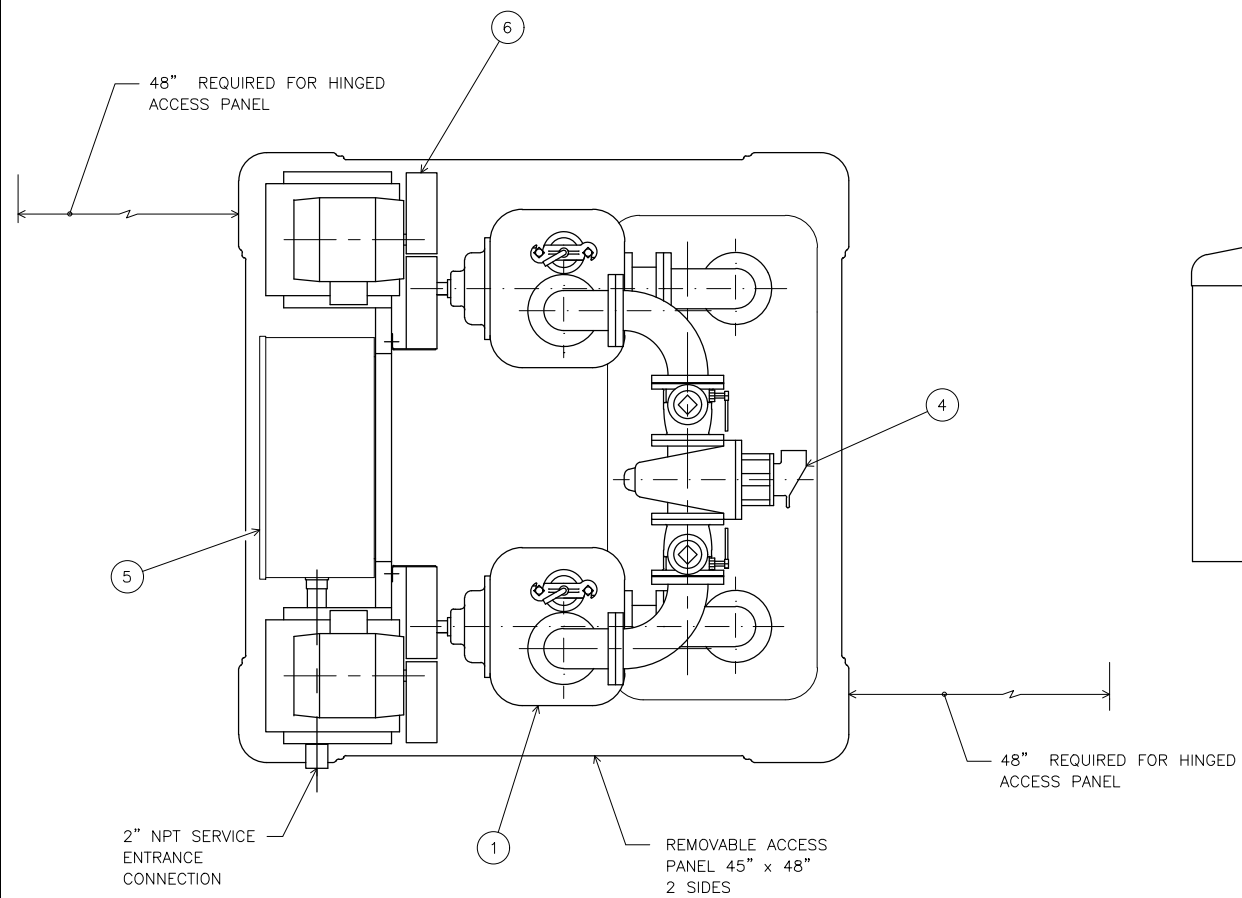 6
48” REQUIRED FOR HINGED
ACCESS PANEL
4
5
48” REQUIRED FOR HINGED
ACCESS PANEL
2” NPT SERVICE
ENTRANCE
CONNECTION
1
REMOVABLE ACCESS
PANEL 45” x 48”
2 SIDES